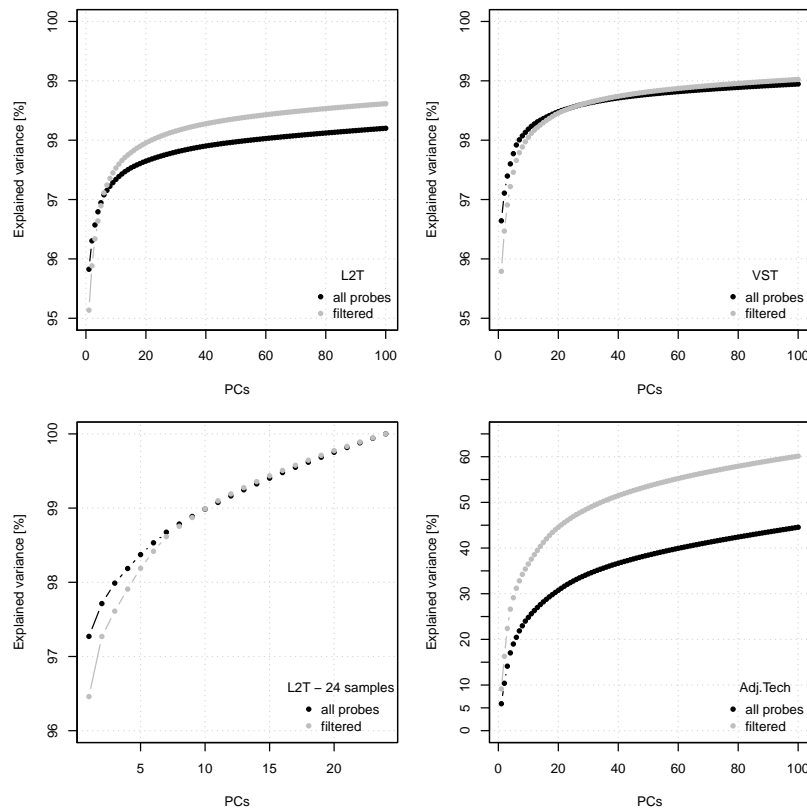 100
99
98
97
96
95
Explained variance [%]
L2T
all probes
filtered
0 20 40 60 80 100
PCs
100
99
98
97
96
95
Explained variance [%]
VST
all probes
filtered
0 20 40 60 80 100
PCs
100
99
98
97
96
Explained variance [%]
L2T – 24 samples
all probes
filtered
5 10 15 20
PCs
60
50
40
30
20
10
5
0
Explained variance [%]
Adj.Tech
all probes
filtered
0 20 40 60 80 100
PCs